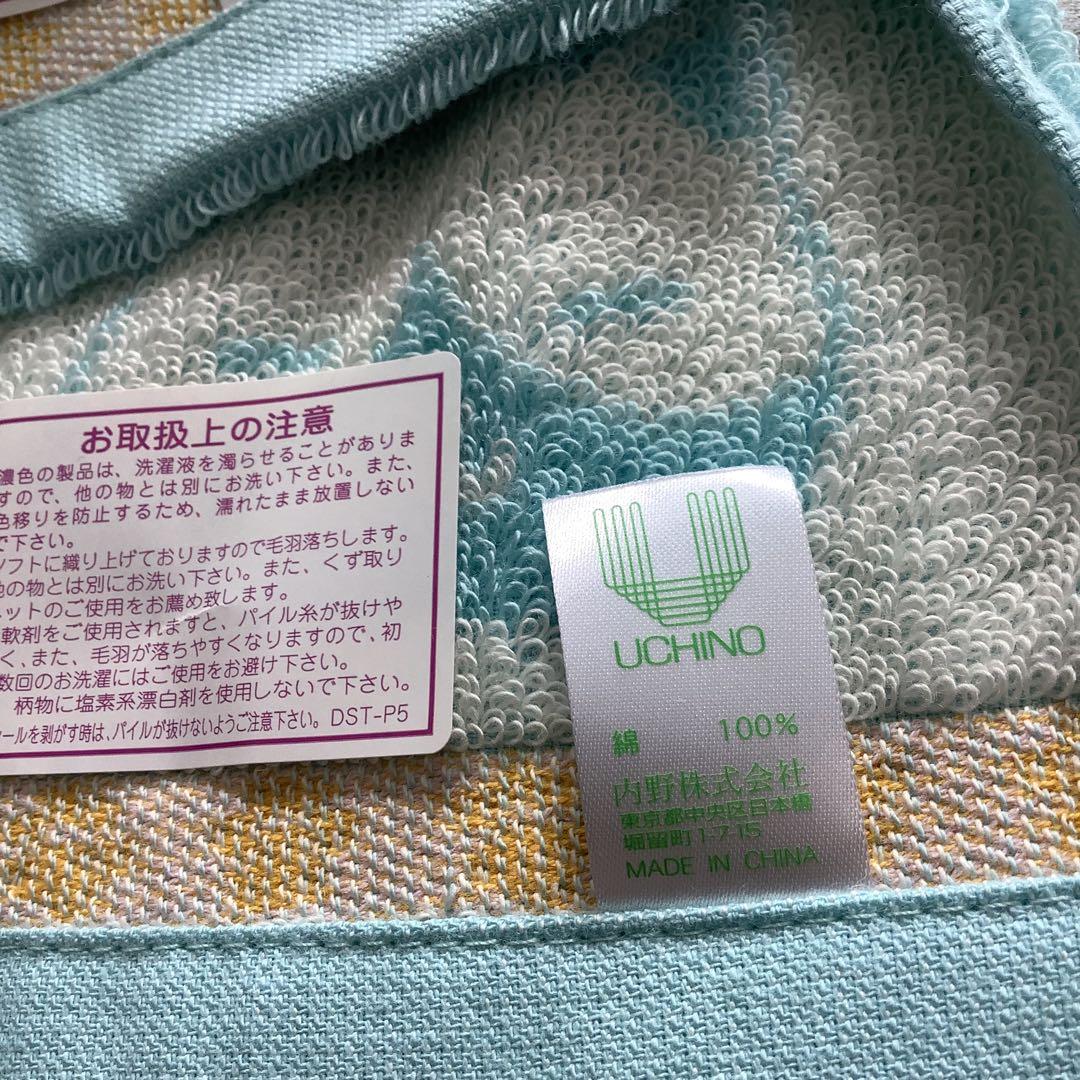 お取扱上の注意
濃色の製品は、洗濯液を濁らせることがありま
すので、他の物とは別にお洗い下さい。また、
色移りを防止するため、濡れたまま放置しない
で下さい。
ソフトに織り上げておりますので毛羽落ちします。
他の物とは別にお洗い下さい。また、くず取り
ネットのご使用をお薦め致します。
軟剤をご使用されますと、パイル糸が抜けや
く、また、毛羽が落ちやすくなりますので、初
数回のお洗濯にはご使用をお避け下さい。
柄物に塩素系漂白剤を使用しないで下さい。
ールを剥がす時は、パイルが抜けないようご注意下さい。DST-P5
UCHINO
綿 100%
内野株式会社
東京都中央区日本橋
堀留町1-7-15
MADE IN CHINA